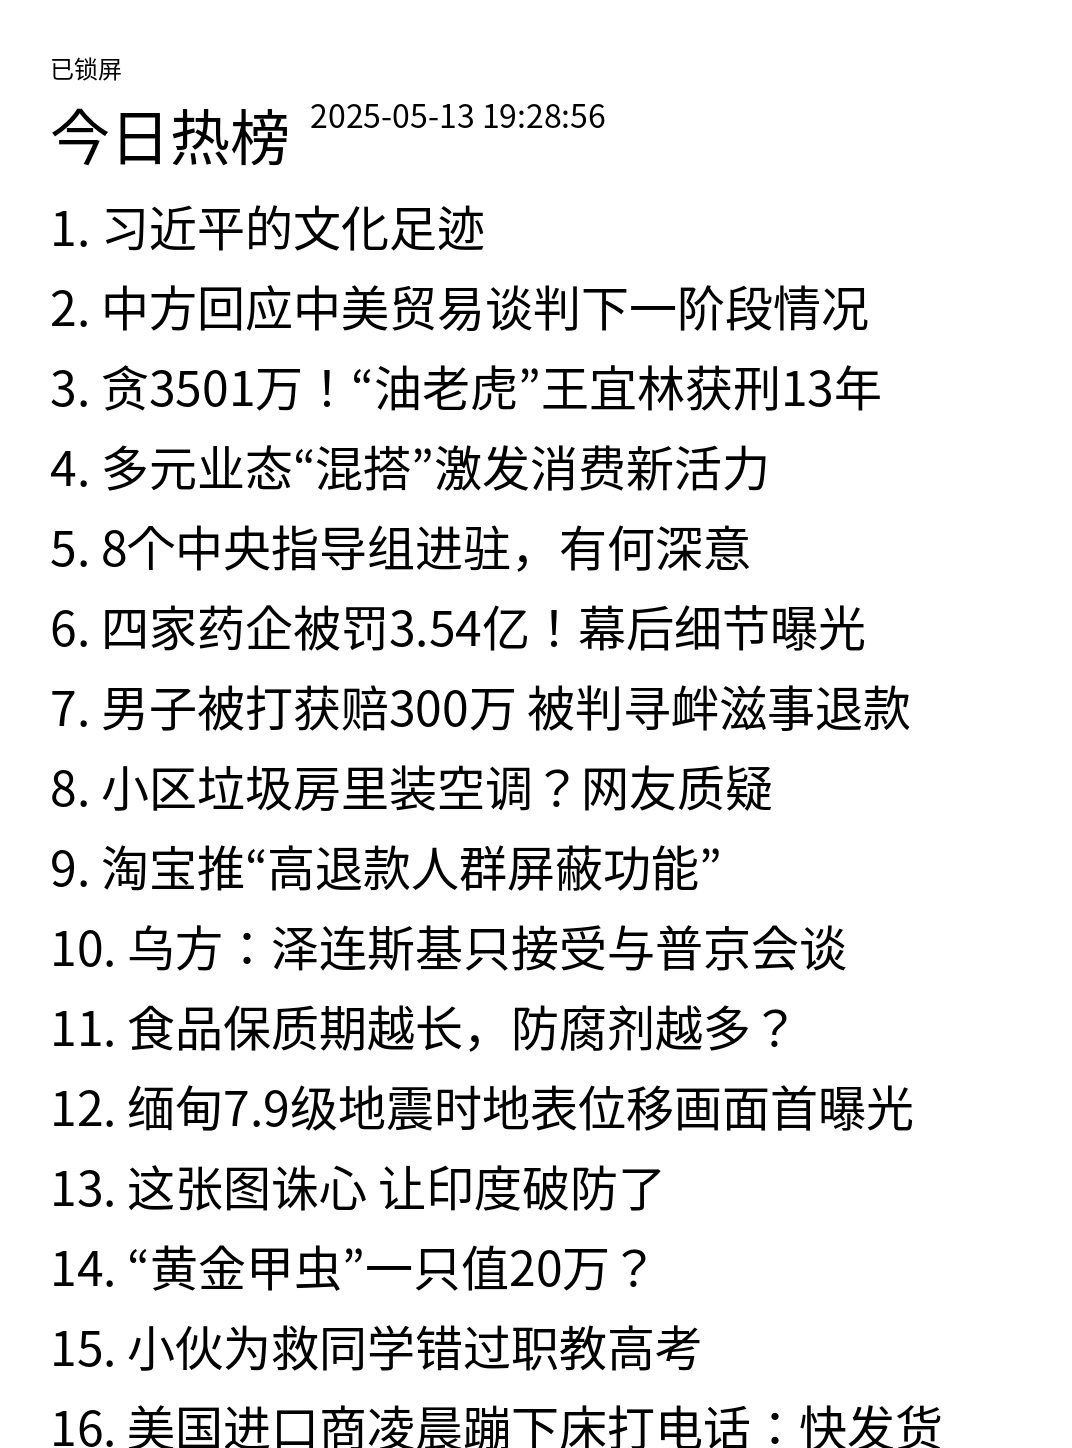 已锁屏
今日热榜 2025-05-13 19:28:56
1. 习近平的文化足迹
2. 中方回应中美贸易谈判下一阶段情况
3. 贪3501万！“油老虎”王宜林获刑13年
4. 多元业态“混搭”激发消费新活力
5. 8个中央指导组进驻，有何深意
6. 四家药企被罚3.54亿！幕后细节曝光
7. 男子被打获赔300万 被判寻衅滋事退款
8. 小区垃圾房里装空调？网友质疑
9. 淘宝推“高退款人群屏蔽功能”
10. 乌方：泽连斯基只接受与普京会谈
11. 食品保质期越长，防腐剂越多？
12. 缅甸7.9级地震时地表位移画面首曝光
13. 这张图诛心 让印度破防了
14. “黄金甲虫”一只值20万？
15. 小伙为救同学错过职教高考
16. 美国进口商凌晨蹦下床打电话：快发货